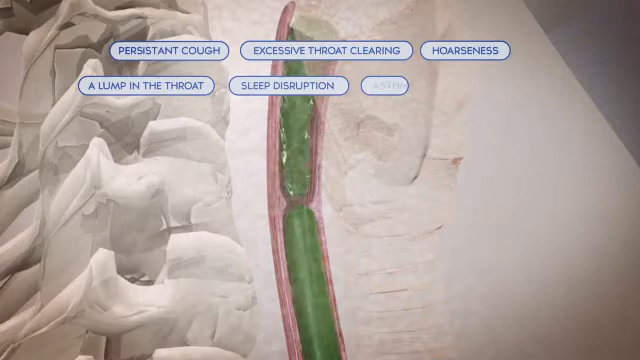 PERSISTANT COUGH EXCESSIVE THROAT CLEARING HOARSENESS
A LUMP IN THE THROAT SLEEP DISRUPTION